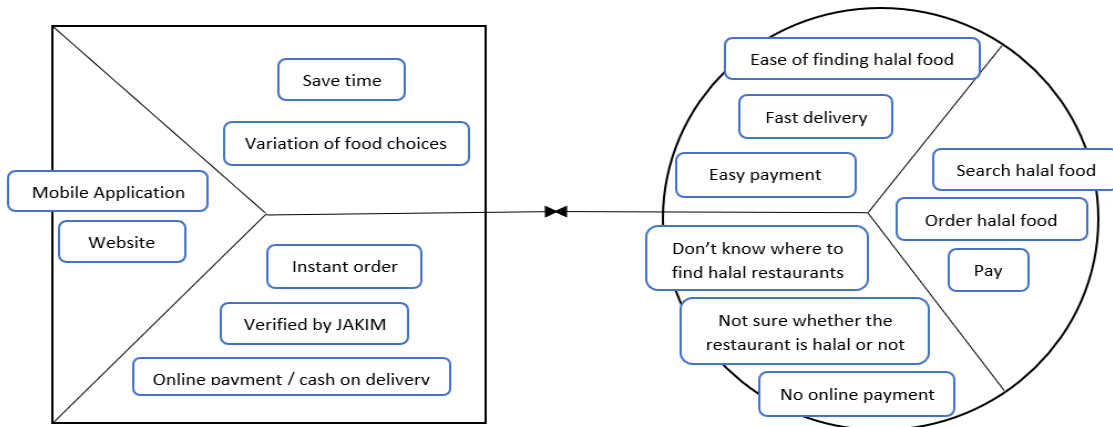 Save time
Variation of food choices
Mobile Application
Website
Instant order
Verified by JAKIM
Online payment / cash on delivery
Ease of finding halal food
Fast delivery
Easy payment
Search halal food
Order halal food
Pay
Don't know where to
find halal restaurants
Not sure whether the
restaurant is halal or not
No online payment